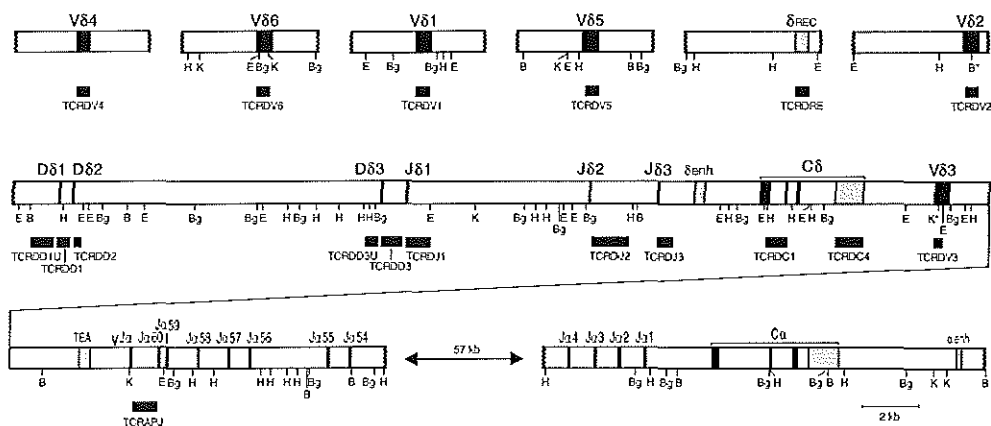 Vδ4 Vδ6 Vδ1 Vδ5 δREC Vδ2
H K E Bg K Bg E Bg Bg H E B K E H B Bg Bg H H E E H B*
TCRDV4 TCRDV6 TCRDV1 TCRDV5 TCRDRE TCRDV2
Dδ1 Dδ2 Dδ3 Jδ1 Jδ2 Jδ3 δenh Cδ Vδ3
E B H E E Bg B E Bg Bg E H Bg H H H H Bg E K Bg H H Bg E E Bg H B H H Bg E H H E H Bg E K* E Bg E H
TCRDD1U TCRDD1 TCRDD2 TCRDD3U TCRDD3 TCRDJ1 TCRDJ2 TCRDJ3 TCRDC1 TCRDC4 TCRDV3
TEA ψJα Jα60 Jα59 Jα58 Jα57 Jα56 Jα55 Jα54 57 kb Jα4 Jα3 Jα2 Jα1 Cα αenh
B K E Bg H H H H H H B Bg B Bg H H Bg H Bg B Bg H Bg B H Bg K K B
TCRAPJ 2 kb